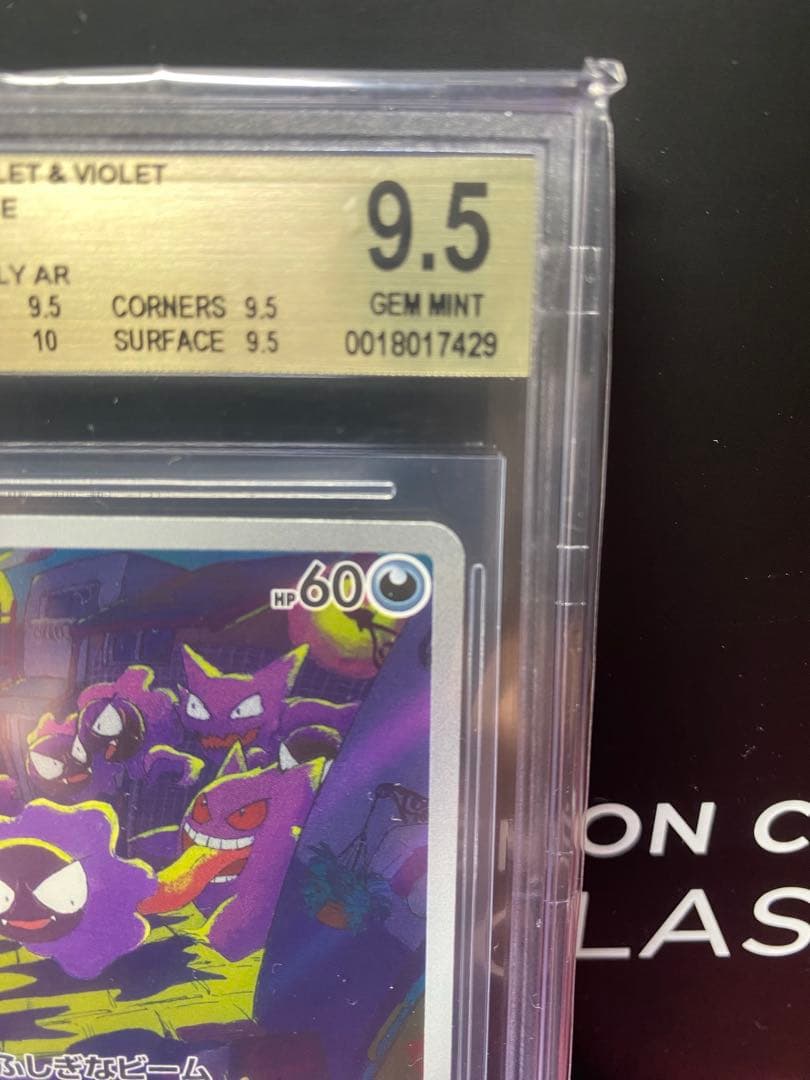 LET & VIOLET
E
9.5
LY AR
9.5 CORNERS 9.5
GEM MINT
10 SURFACE 9.5
0018017429
HP60
ON C
LAS
ふしぎなビーム